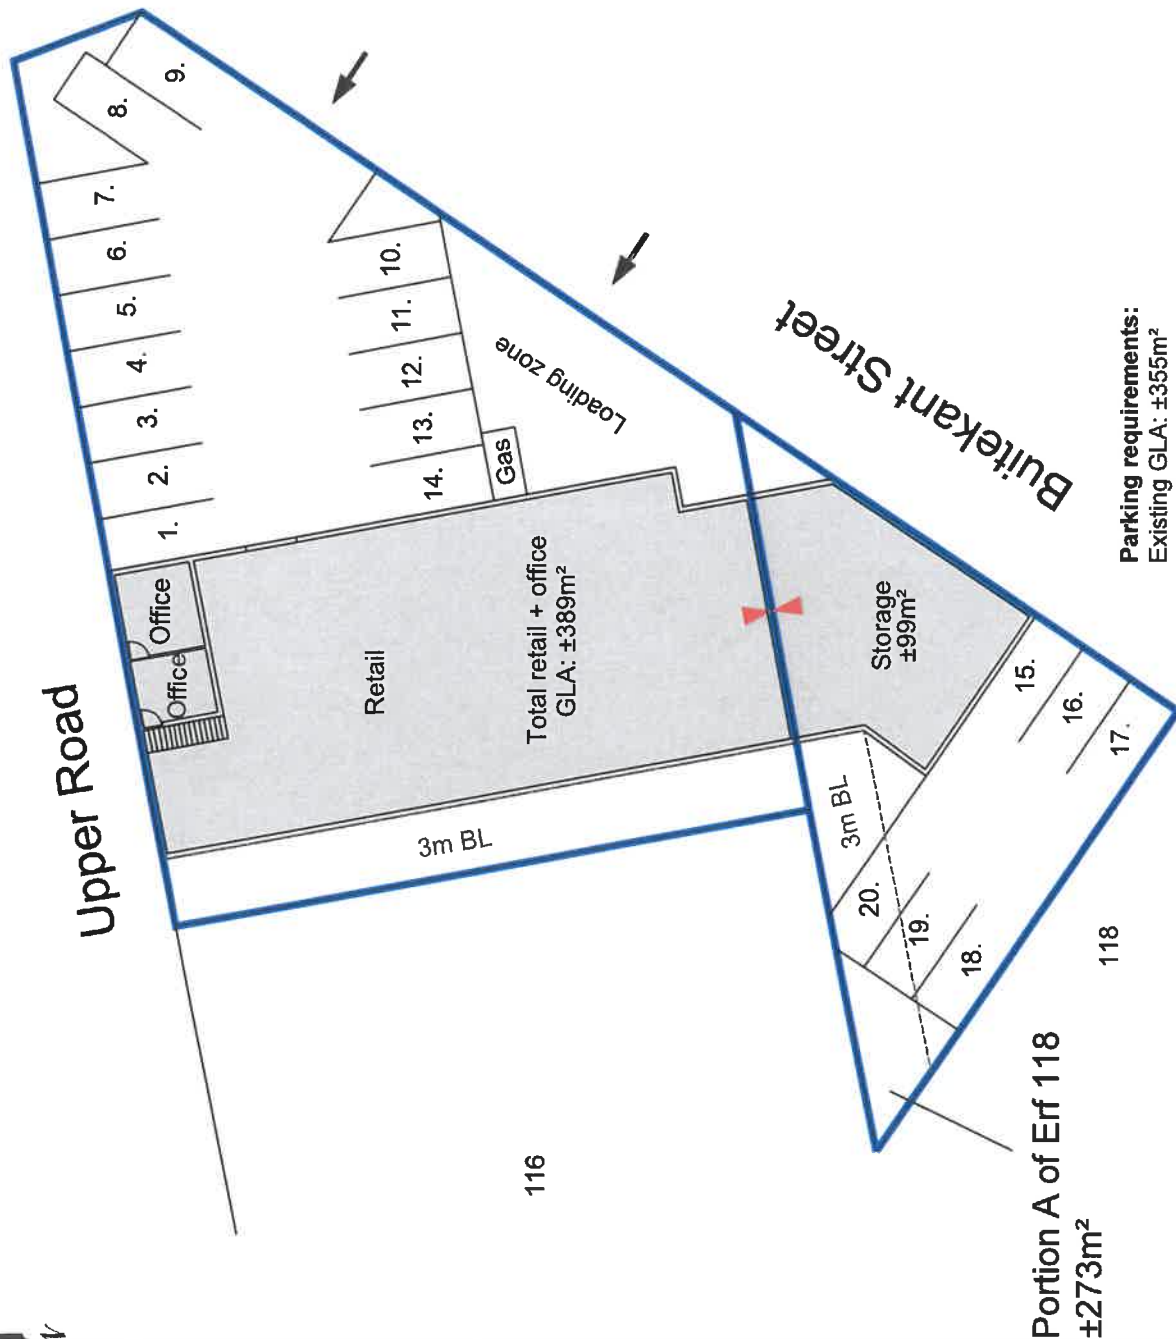 Upper Road
1.
2.
3.
4.
5.
6.
7.
8.
9.
10.
11.
12.
13.
14.
Gas
Loading zone
Office
Office
Retail
Total retail + office
GLA: ±389m²
3m BL
Buitekant Street
Storage
±99m²
3m BL
15.
16.
17.
18.
19.
20.
116
118
Portion A of Erf 118
±273m²
Parking requirements:
Existing GLA: ±355m²